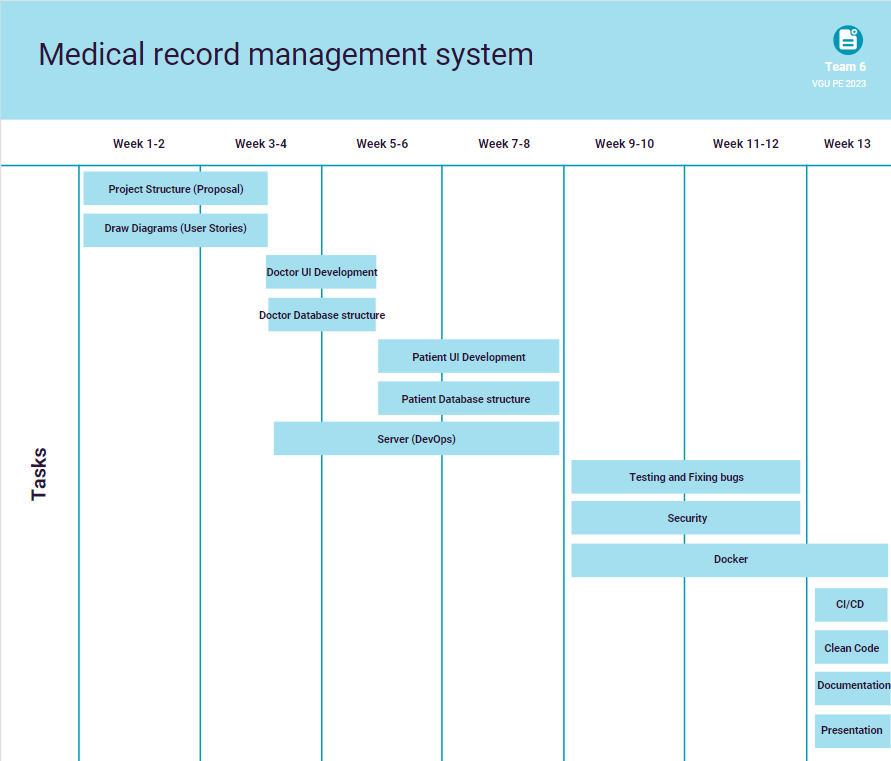 Medical record management system
Team 6
VGU PE 2023
Week 1-2
Week 3-4
Week 5-6
Week 7-8
Week 9-10
Week 11-12
Week 13
Tasks
Project Structure (Proposal)
Draw Diagrams (User Stories)
Doctor UI Development
Doctor Database structure
Patient UI Development
Patient Database structure
Server (DevOps)
Testing and Fixing bugs
Security
Docker
CI/CD
Clean Code
Documentation
Presentation